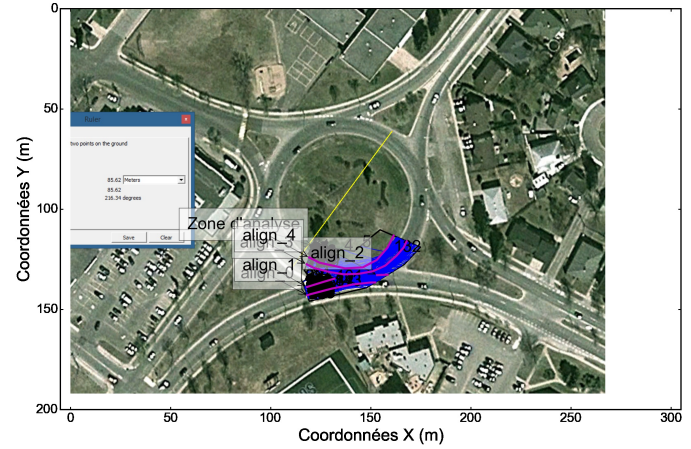 0
50
100
150
200
Coordonnées Y (m)
Ruler
two points on the ground
85.62 Meters
85.62
216.34 degrees
Save Clear
Zone d'analyse
align_4
align_2
align_1
0 50 100 150 200 250 300
Coordonnées X (m)